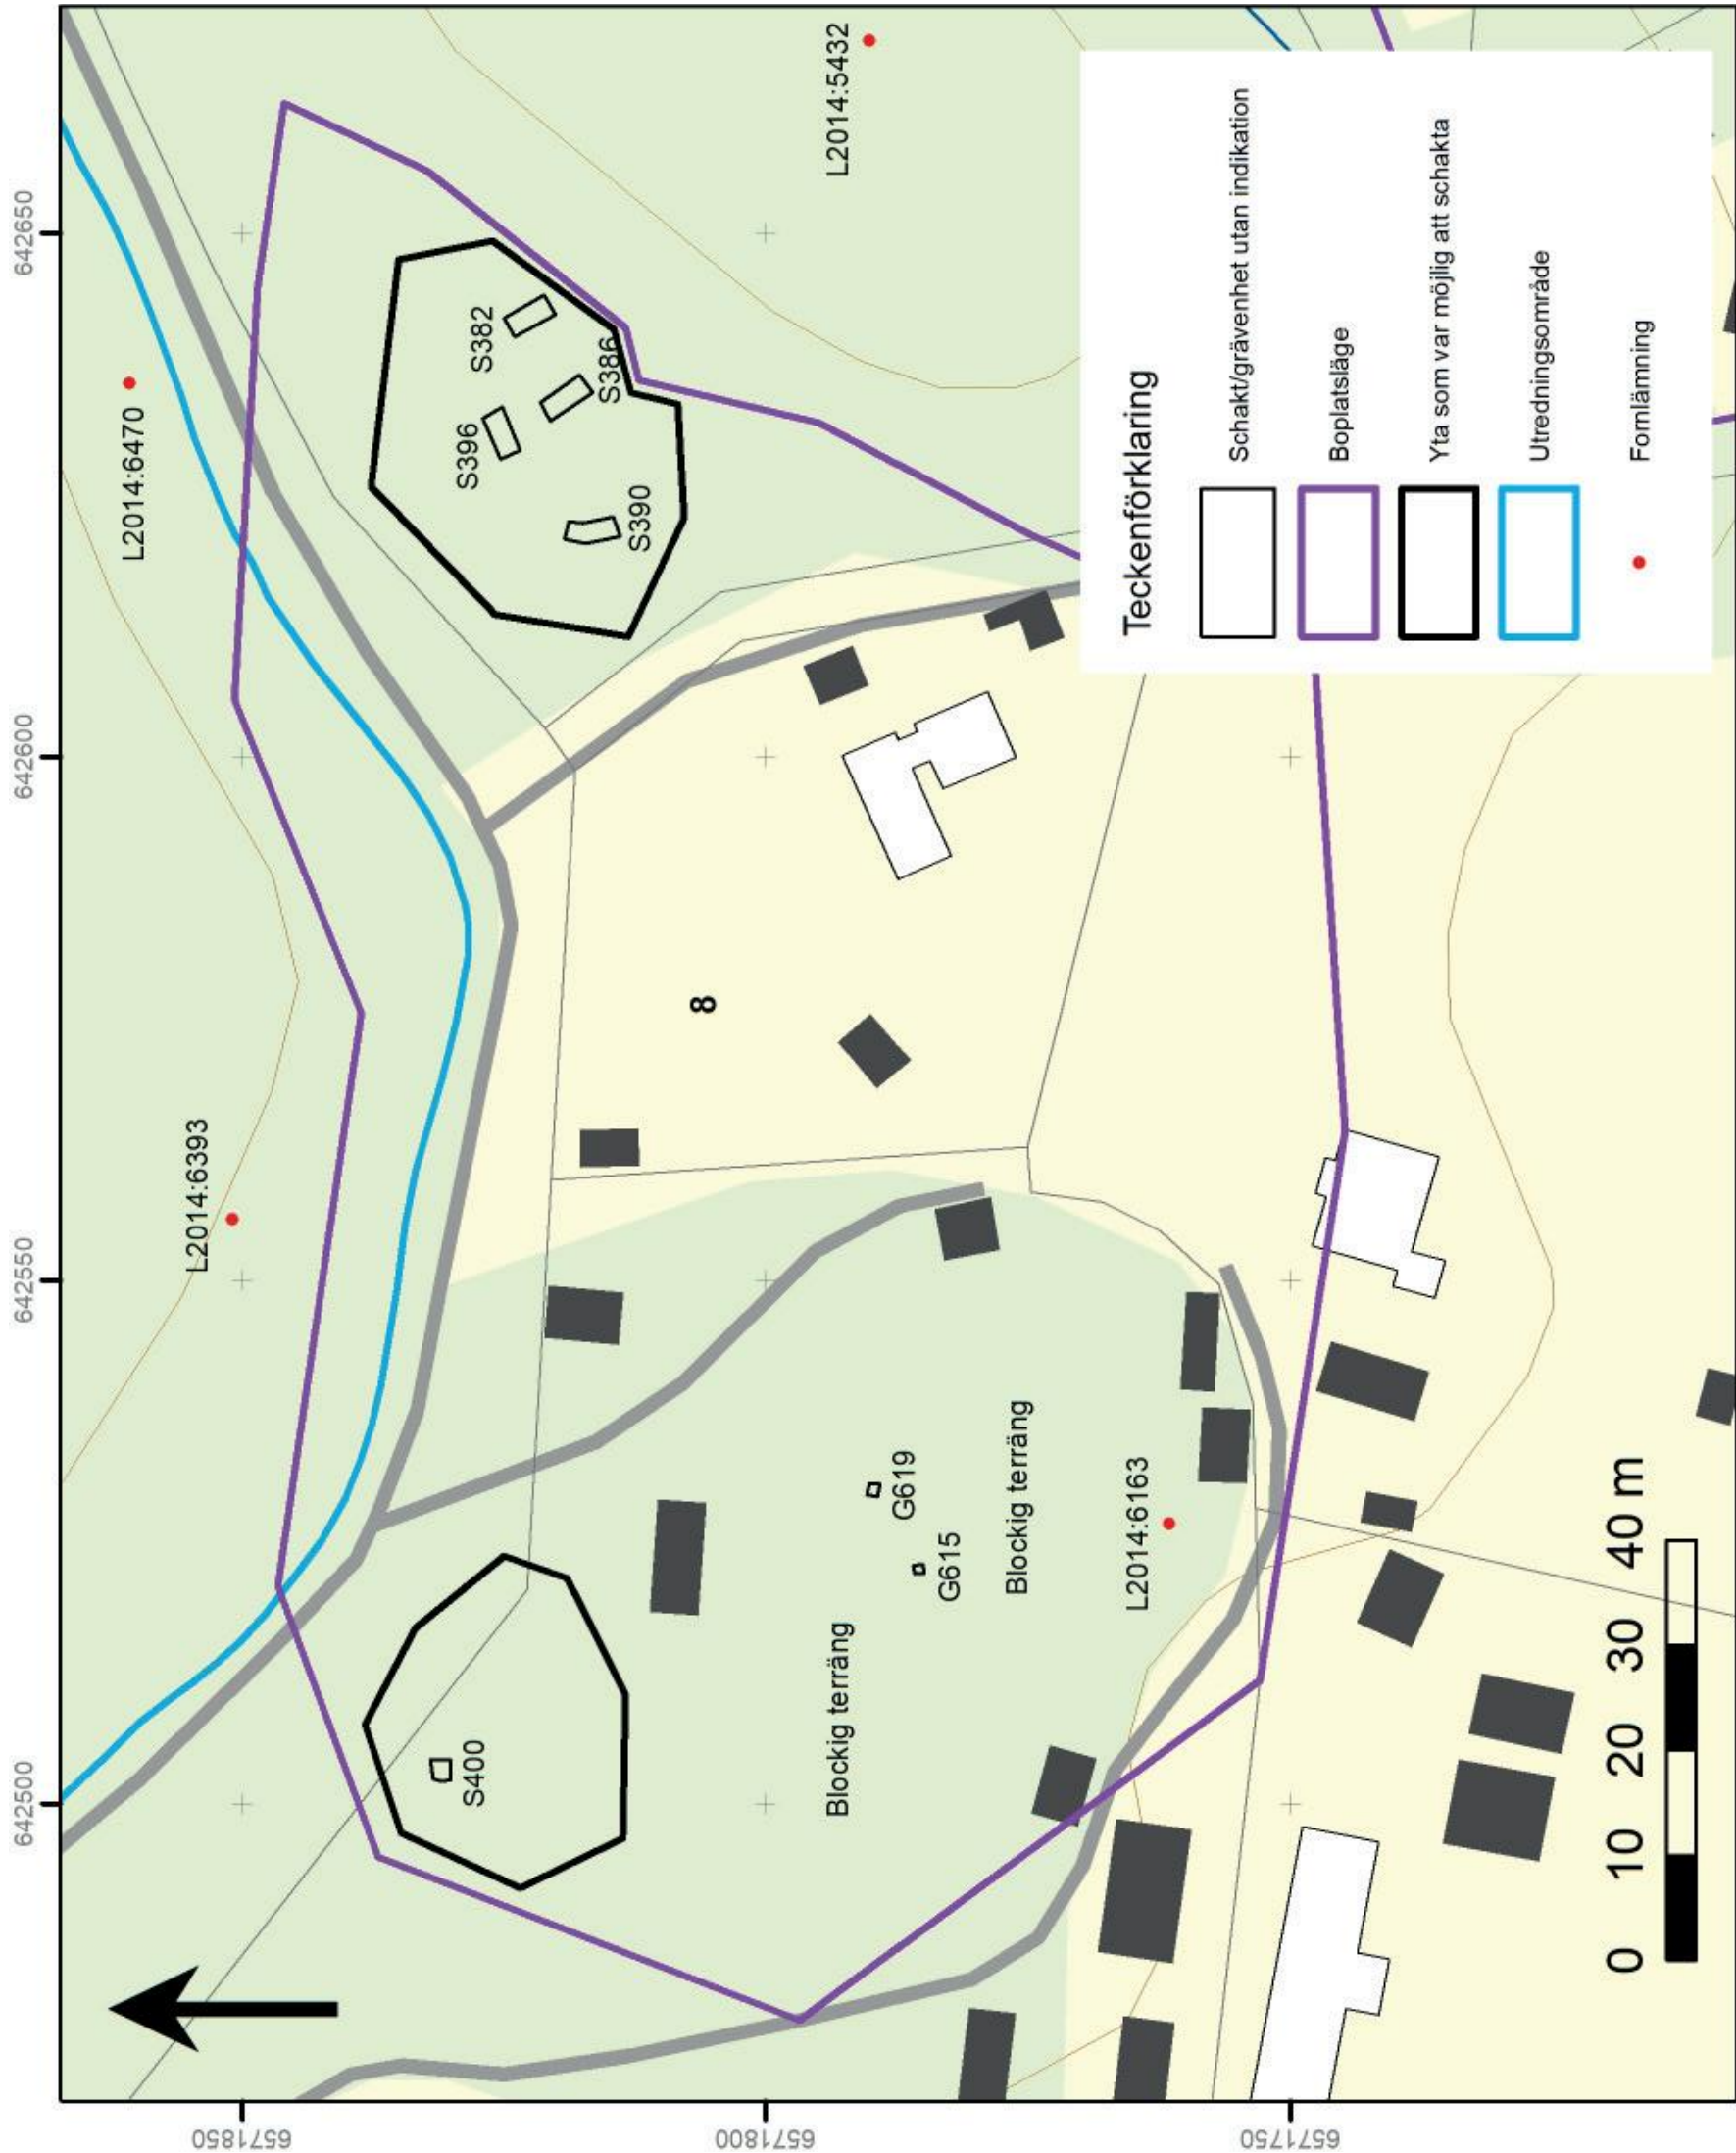 642500 642550 642600 642650
L2014:6470
L2014:6393
6571850
S396
S400
S382
S386
S390
8
6571800
L2014:5432
Blockig terräng
G619
G615
Blockig terräng
L2014:6163
Teckenförklaring
Schakt/grävenhet utan indikation
6571750
Boplatsläge
Yta som var möjlig att schakta
Utredningsområde
Fornlämning
0 10 20 30 40 m